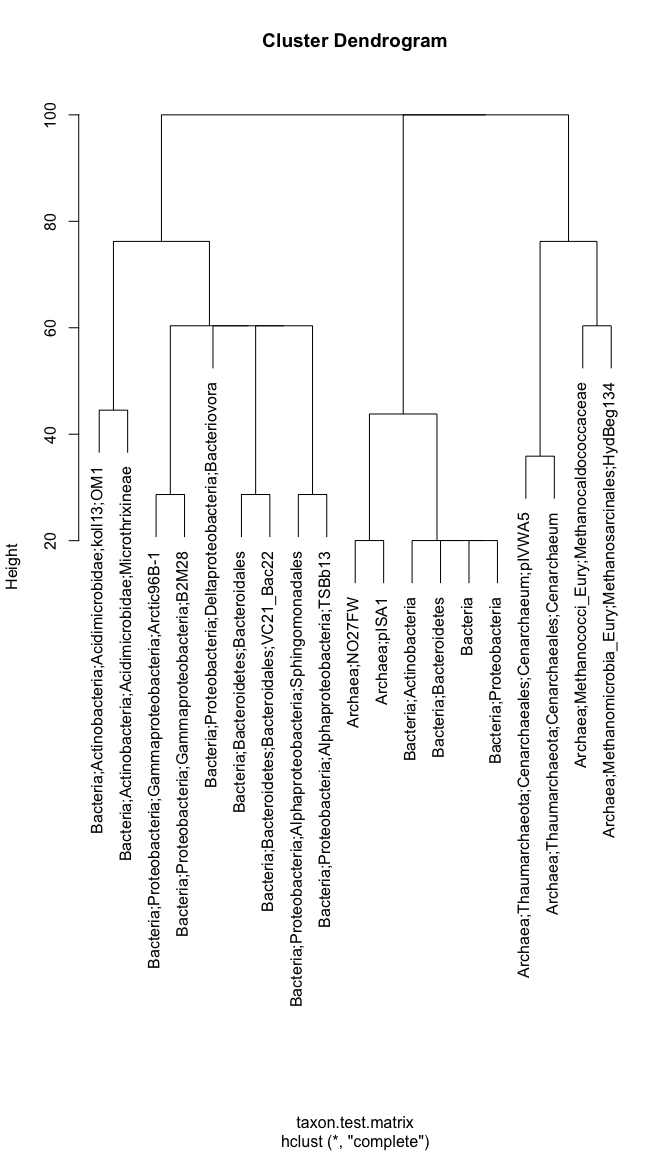 Cluster Dendrogram
Height
100
80
60
40
20
Bacteria;Actinobacteria;Acidimicrobidae;koll13;OM1
Bacteria;Actinobacteria;Acidimicrobidae;Microthrixineae
Bacteria;Proteobacteria;Gammaproteobacteria;Arctic96B-1
Bacteria;Proteobacteria;Gammaproteobacteria;B2M28
Bacteria;Proteobacteria;Deltaproteobacteria;Bacteriovora
Bacteria;Bacteroidetes;Bacteroidales
Bacteria;Bacteroidetes;Bacteroidales;VC21_Bac22
Bacteria;Proteobacteria;Alphaproteobacteria;Sphingomonadales
Bacteria;Proteobacteria;Alphaproteobacteria;TSBb13
Archaea;NO27FW
Archaea;pISA1
Bacteria;Actinobacteria
Bacteria;Bacteroidetes
Bacteria
Bacteria;Proteobacteria
Archaea;Thaumarchaeota;Cenarchaeales;Cenarchaeum;pIVWA5
Archaea;Thaumarchaeota;Cenarchaeales;Cenarchaeum
Archaea;Methanococci_Eury;Methanocaldococcaceae
Archaea;Methanomicrobia_Eury;Methanosarcinales;HydBeg134
taxon.test.matrix
hclust (*, "complete")